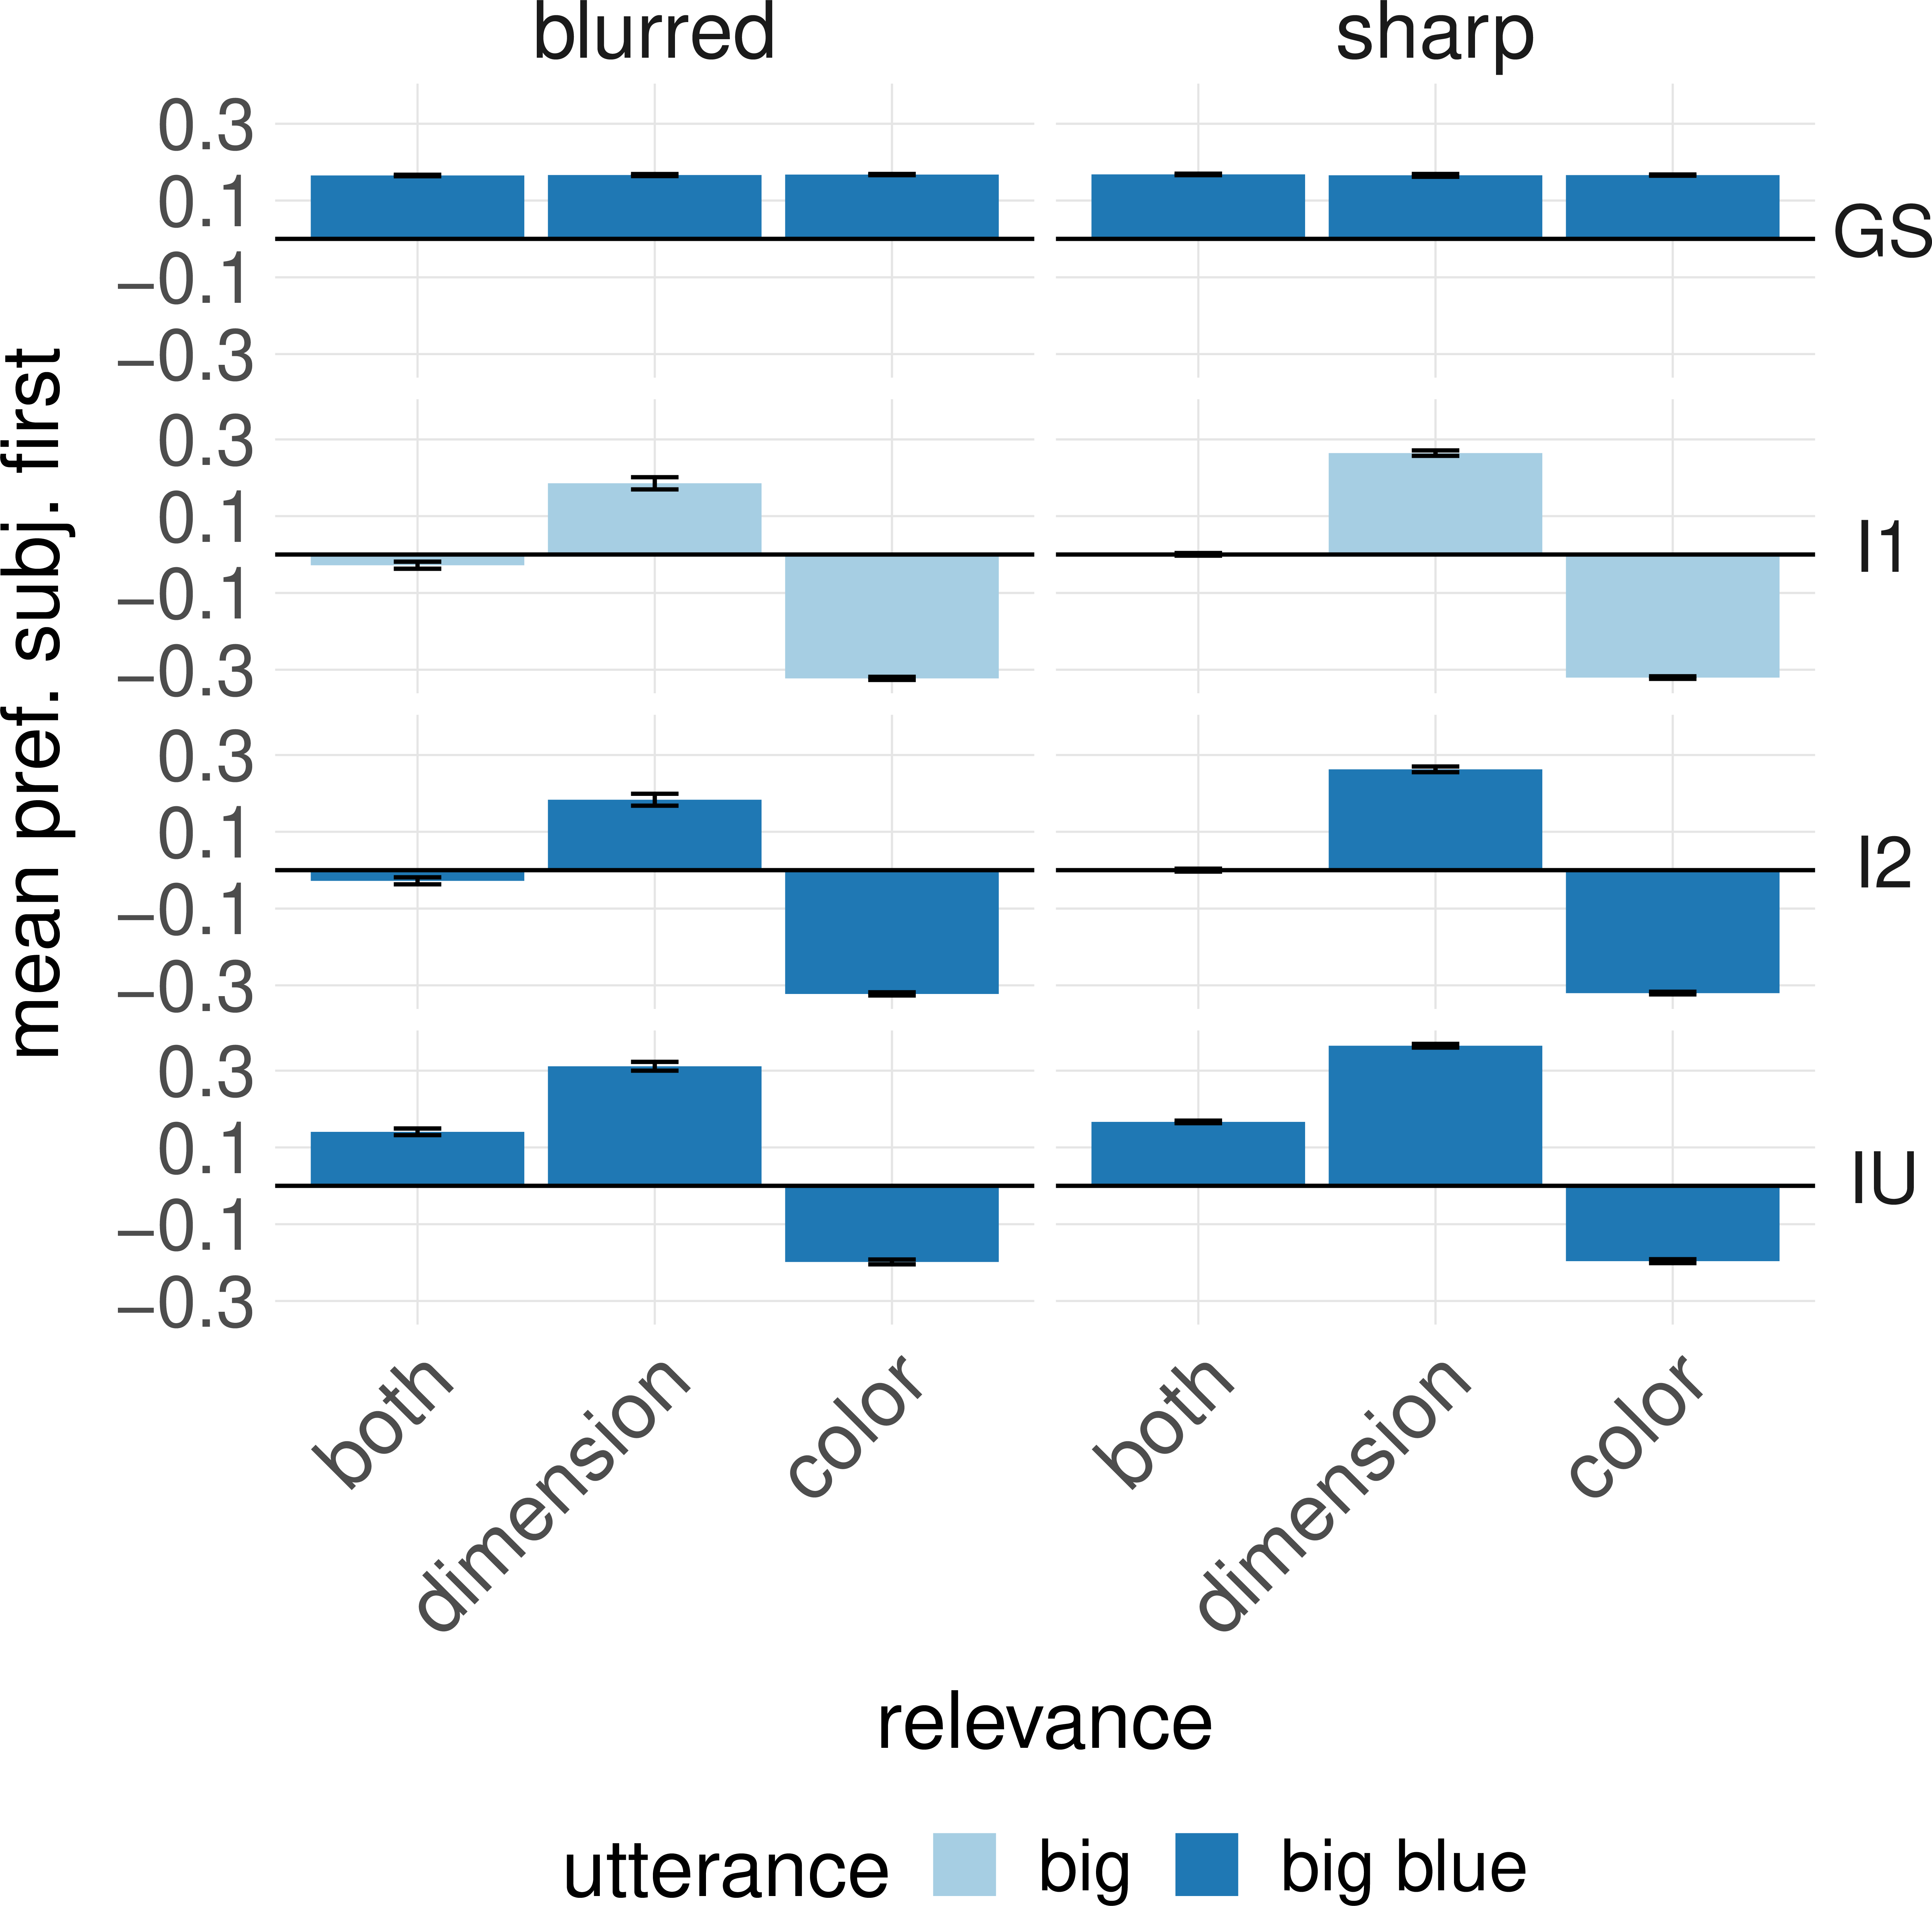 blurred sharp
mean pref. subj. first
0.3
0.1
−0.1
−0.3
GS
0.3
0.1
−0.1
−0.3
I1
0.3
0.1
−0.1
−0.3
I2
0.3
0.1
−0.1
−0.3
IU
both dimension color both dimension color
relevance
utterance big big blue